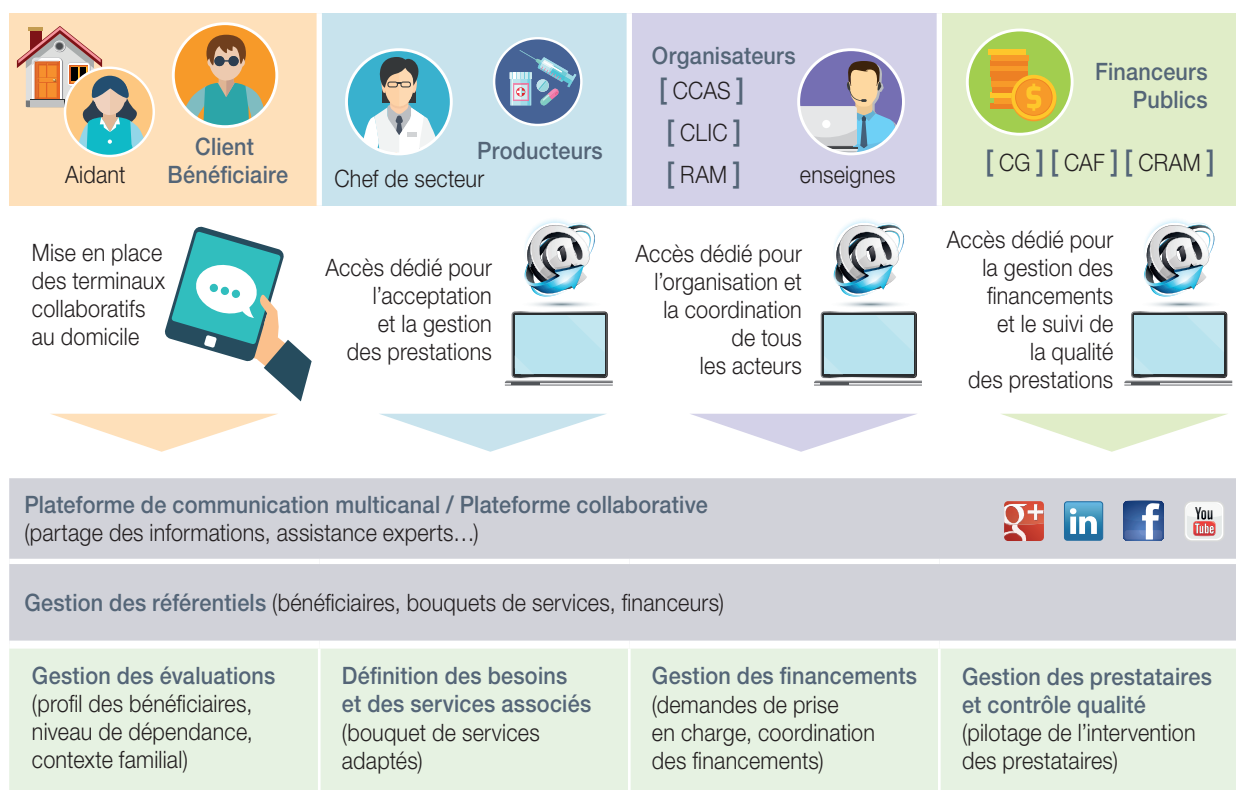 Aidant
Client
Bénéficiaire
Chef de secteur
Producteurs
Organisateurs
[ CCAS ]
[ CLIC ]
[ RAM ]
enseignes
Financeurs
Publics
[ CG ] [ CAF ] [ CRAM ]
Mise en place
des terminaux
collaboratifs
au domicile
Accès dédié pour
l’acceptation
et la gestion
des prestations
@
Accès dédié pour
l’organisation et
la coordination
de tous
les acteurs
@
Accès dédié pour
la gestion des
financements
et le suivi de
la qualité
des prestations
@
Plateforme de communication multicanal / Plateforme collaborative
(partage des informations, assistance experts…)
g+
in
f
You
Tube
Gestion des référentiels (bénéficiaires, bouquets de services, financeurs)
Gestion des évaluations
(profil des bénéficiaires,
niveau de dépendance,
contexte familial)
Définition des besoins
et des services associés
(bouquet de services
adaptés)
Gestion des financements
(demandes de prise
en charge, coordination
des financements)
Gestion des prestataires
et contrôle qualité
(pilotage de l’intervention
des prestataires)